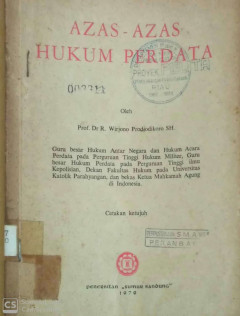 AZAS - AZAS
HUKUM PERDATA
Oleh
Prof. Dr R. Wirjono Prodjodikoro SH.
Guru besar Hukum Antar Negara dan Hukum Acara
Perdata pada Perguruan Tinggi Hukum Militer, Guru
besar Hukum Perdata pada Perguruan Tinggi Ilmu
Kepolisian, Dekan Fakultas Hukum pada Universitas
Katolik Parahyangan, dan bekas Ketua Mahkamah Agung
di Indonesia.
Cetakan ketujuh
PENERBITAN "SUMUR BANDUNG"
1978
CS